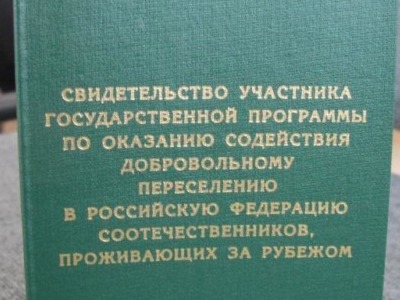 СВИДЕТЕЛЬСТВО УЧАСТНИКА
ГОСУДАРСТВЕННОЙ ПРОГРАММЫ
ПО ОКАЗАНИЮ СОДЕЙСТВИЯ
ДОБРОВОЛЬНОМУ
ПЕРЕСЕЛЕНИЮ
В РОССИЙСКУЮ ФЕДЕРАЦИЮ
СООТЕЧЕСТВЕННИКОВ,
ПРОЖИВАЮЩИХ ЗА РУБЕЖОМ